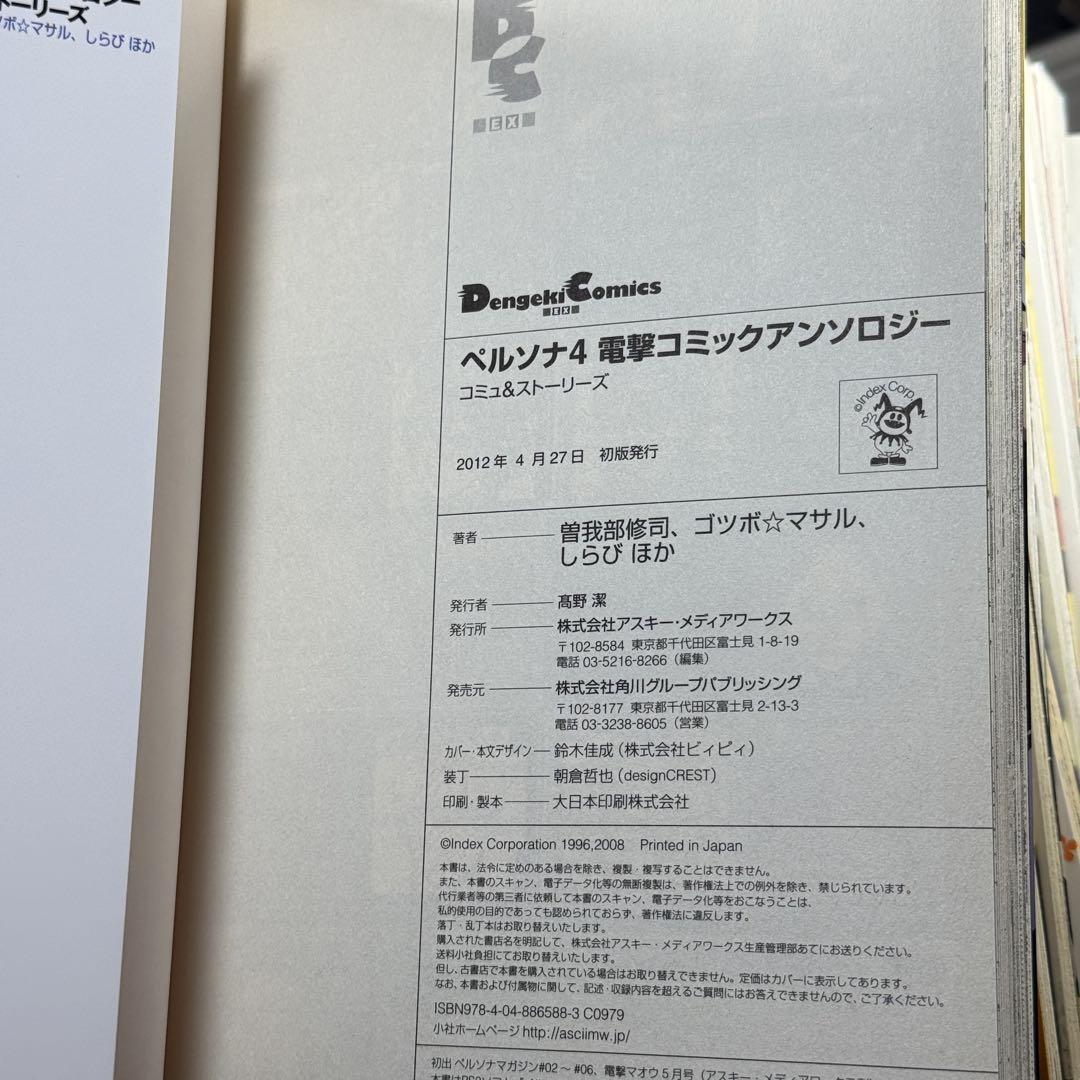 トーリーズ
ツボ☆マサル、しらび ほか
DC
EX
Dengeki Comics
EX
ペルソナ4 電撃コミックアンソロジー
コミュ&ストーリーズ
©Index Corp.
2012年 4月27日 初版発行
著者 曽我部修司、ゴツボ☆マサル、
しらび ほか
発行者 髙野 潔
発行所 株式会社アスキー・メディアワークス
〒102-8584 東京都千代田区富士見 1-8-19
電話 03-5216-8266(編集)
発売元 株式会社角川グループパブリッシング
〒102-8177 東京都千代田区富士見 2-13-3
電話 03-3238-8605(営業)
カバー・本文デザイン 鈴木佳成(株式会社ビィピィ)
装丁 朝倉哲也(designCREST)
印刷・製本 大日本印刷株式会社
©Index Corporation 1996,2008 Printed in Japan
本書は、法令に定めのある場合を除き、複製・複写することはできません。
また、本書のスキャン、電子データ化等の無断複製は、著作権法上での例外を除き、禁じられています。
代行業者等の第三者に依頼して本書のスキャン、電子データ化等をおこなうことは、
私的使用の目的であっても認められておらず、著作権法に違反します。
落丁・乱丁本はお取り替えいたします。
購入された書店名を明記して、株式会社アスキー・メディアワークス生産管理部あてにお送りください。
送料小社負担にてお取り替えいたします。
但し、古書店で本書を購入されている場合はお取り替えできません。定価はカバーに表示してあります。
なお、本書および付属物に関して、記述・収録内容を超えるご質問にはお答えできませんので、ご了承ください。
ISBN978-4-04-886588-3 C0979
小社ホームページ http://asciimw.jp/
初出 ペルソナマガジン#02～#06、電撃マオウ5月号(アスキー・メディアワークス